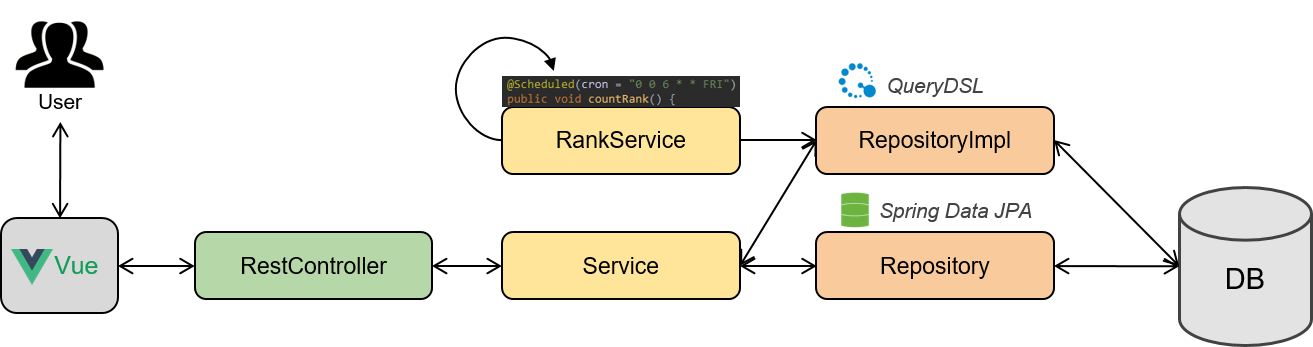 User
@Scheduled(cron = "0 0 6 * * FRI")
public void countRank() {
QueryDSL
RankService
RepositoryImpl
Spring Data JPA
Vue
RestController
Service
Repository
DB